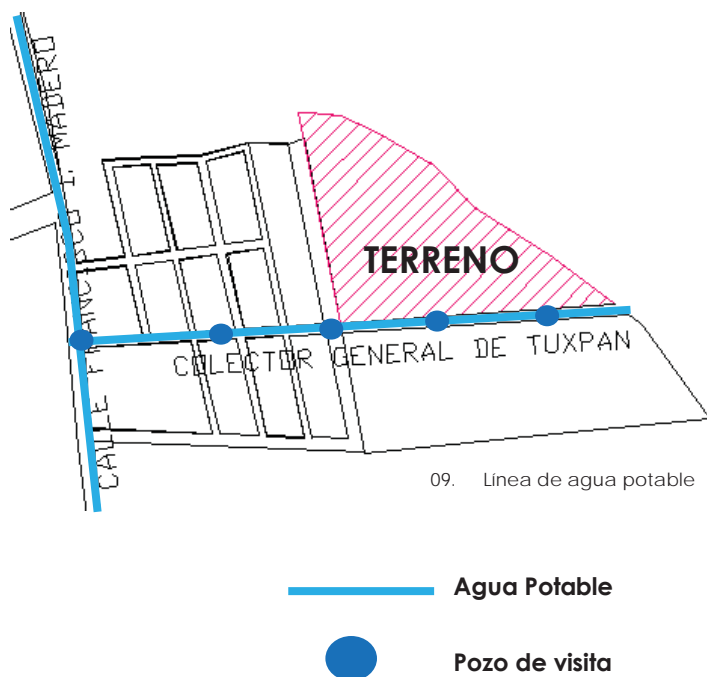 CALLE FRANCISCO I. MADERO
TERRENO
COLECTOR GENERAL DE TUXPAN
09. Línea de agua potable
Agua Potable
Pozo de visita